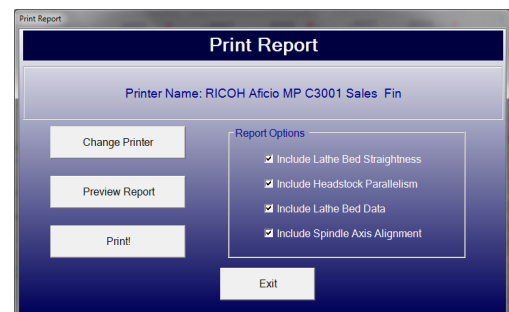 Print Report
Print Report
Printer Name: RICOH Aficio MP C3001 Sales  Fin
Change Printer
Preview Report
Print!
Report Options
Include Lathe Bed Straightness
Include Headstock Parallelism
Include Lathe Bed Data
Include Spindle Axis Alignment
Exit